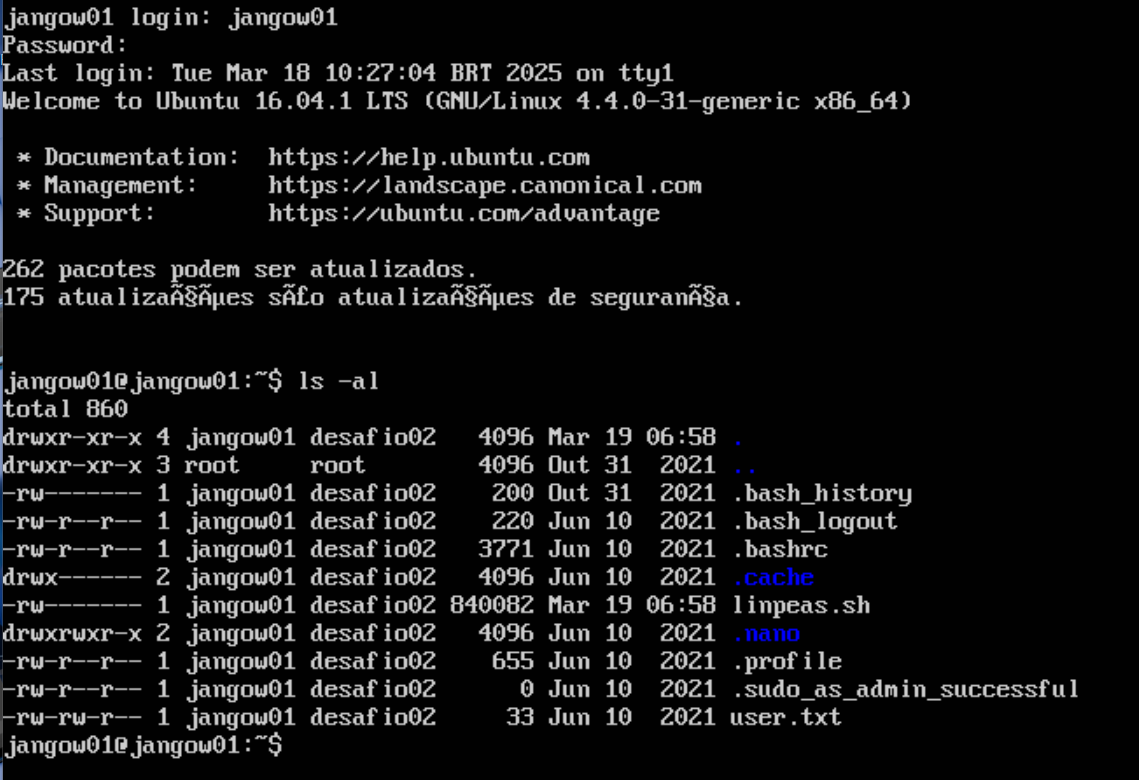 jangow01 login: jangow01
Password:
Last login: Tue Mar 18 10:27:04 BRT 2025 on tty1
Welcome to Ubuntu 16.04.1 LTS (GNU/Linux 4.4.0-31-generic x86_64)
* Documentation:  https://help.ubuntu.com
* Management:     https://landscape.canonical.com
* Support:        https://ubuntu.com/advantage
262 pacotes podem ser atualizados.
175 atualizaÃ§Ãµes sÃ£o atualizaÃ§Ãµes de seguranÃ§a.
jangow01@jangow01:~$ ls -al
total 860
drwxr-xr-x 4 jangow01 desafio02   4096 Mar 19 06:58 .
drwxr-xr-x 3 root     root        4096 Out 31  2021 ..
-rw------- 1 jangow01 desafio02    200 Out 31  2021 .bash_history
-rw-r--r-- 1 jangow01 desafio02    220 Jun 10  2021 .bash_logout
-rw-r--r-- 1 jangow01 desafio02   3771 Jun 10  2021 .bashrc
drwx------ 2 jangow01 desafio02   4096 Jun 10  2021 .cache
-rw------- 1 jangow01 desafio02 840082 Mar 19 06:58 linpeas.sh
drwxrwxr-x 2 jangow01 desafio02   4096 Jun 10  2021 .nano
-rw-r--r-- 1 jangow01 desafio02    655 Jun 10  2021 .profile
-rw-r--r-- 1 jangow01 desafio02      0 Jun 10  2021 .sudo_as_admin_successful
-rw-rw-r-- 1 jangow01 desafio02     33 Jun 10  2021 user.txt
jangow01@jangow01:~$